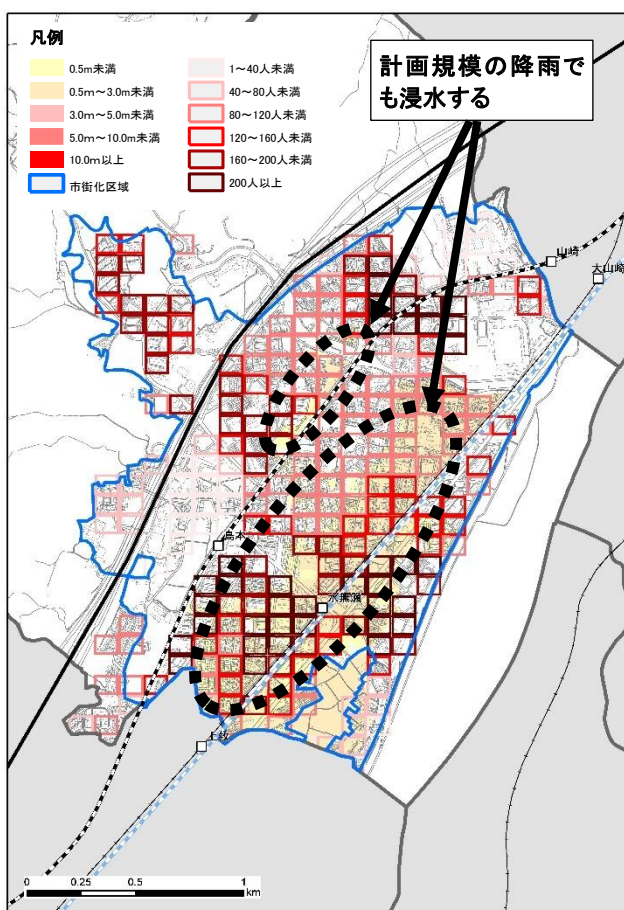 凡例
0.5m未満
0.5m~3.0m未満
3.0m~5.0m未満
5.0m~10.0m未満
10.0m以上
市街化区域
1~40人未満
40~80人未満
80~120人未満
120~160人未満
160~200人未満
200人以上
計画規模の降雨で
も浸水する
山崎
大山崎
島本
水無瀬
上牧
0 0.25 0.5 1
km